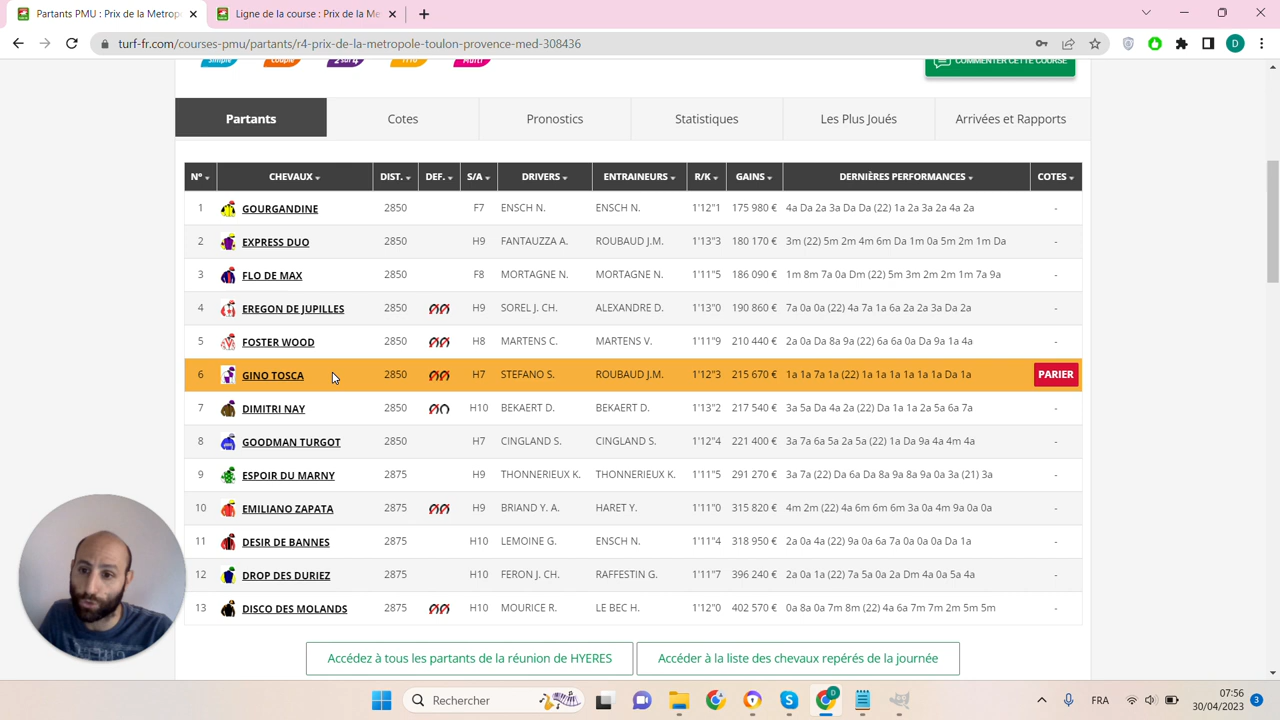 Partants PMU : Prix de la Metropo
Prix de la Metropole : Les Chiffres
turf-fr.com/courses-pmu/partants/r4-prix-de-la-metropole-toulon-provence-med-308436
Simple Couplé 2 sur 4 Trio Multi COMMENTER CETTE COURSE
Partants Cotes Pronostics Statistiques Les Plus Joués Arrivées et Rapports
N° CHEVAUX DIST. DEF. S/A DRIVERS ENTRAINEURS R/K GAINS DERNIÈRES PERFORMANCES COTES
1 GOURGANDINE 2850 F7 ENSCH N. ENSCH N. 1'12"1 175 980 € 4a Da 2a 3a Da Da (22) 1a 2a 3a 2a 4a 2a -
2 EXPRESS DUO 2850 H9 FANTAUZZA A. ROUBAUD J.M. 1'13"3 180 170 € 3m (22) 5m 2m 4m 6m Da 1m 0a 5m 2m 1m Da -
3 FLO DE MAX 2850 F8 MORTAGNE N. MORTAGNE N. 1'11"5 186 090 € 1m 8m 7a 0a Dm (22) 5m 3m 2m 2m 1m 7a 9a -
4 EREGON DE JUPILLES 2850 H9 SOREL J. CH. ALEXANDRE D. 1'13"0 190 860 € 7a 0a 0a (22) 4a 7a 1a 6a 2a 2a 3a Da 2a -
5 FOSTER WOOD 2850 H8 MARTENS C. MARTENS V. 1'11"9 210 440 € 2a 0a Da 8a 9a (22) 6a 6a 0a Da 9a 1a 4a -
6 GINO TOSCA 2850 H7 STEFANO S. ROUBAUD J.M. 1'12"3 215 670 € 1a 1a 7a 1a (22) 1a 1a 1a 1a 1a 1a Da 1a PARIER
7 DIMITRI NAY 2850 H10 BEKAERT D. BEKAERT D. 1'13"2 217 540 € 3a 5a Da 4a 2a (22) Da 1a 1a 2a 5a 6a 7a -
8 GOODMAN TURGOT 2850 H7 CINGLAND S. CINGLAND S. 1'12"4 221 400 € 3a 7a 6a 5a 2a 5a (22) 1a Da 9a 4a 4m 4a -
9 ESPOIR DU MARNY 2875 H9 THONNERIEUX K. THONNERIEUX K. 1'11"5 291 270 € 3a 7a (22) Da 6a Da 8a 9a 8a 9a 0a 3a (21) 3a -
10 EMILIANO ZAPATA 2875 H9 BRIAND Y. A. HARET Y. 1'11"0 315 820 € 4m 2m (22) 4a 6m 6m 6m 3a 0a 4m 9a 0a 0a -
11 DESIR DE BANNES 2875 H10 LEMOINE G. ENSCH N. 1'11"4 318 950 € 2a 0a 4a (22) 9a 0a 6a 7a 0a 0a 0a Da 1a -
12 DROP DES DURIEZ 2875 H10 FERON J. CH. RAFFESTIN G. 1'11"7 396 240 € 2a 0a 1a (22) 7a 5a 0a 2a Dm 4a 0a 5a 4a -
13 DISCO DES MOLANDS 2875 H10 MOURICE R. LE BEC H. 1'12"0 402 570 € 0a 8a 0a 7m 8m (22) 4a 6a 7m 7m 2m 5m 5m -
Accédez à tous les partants de la réunion de HYERES Accéder à la liste des chevaux repérés de la journée
Rechercher FRA 07:56
30/04/2023 3